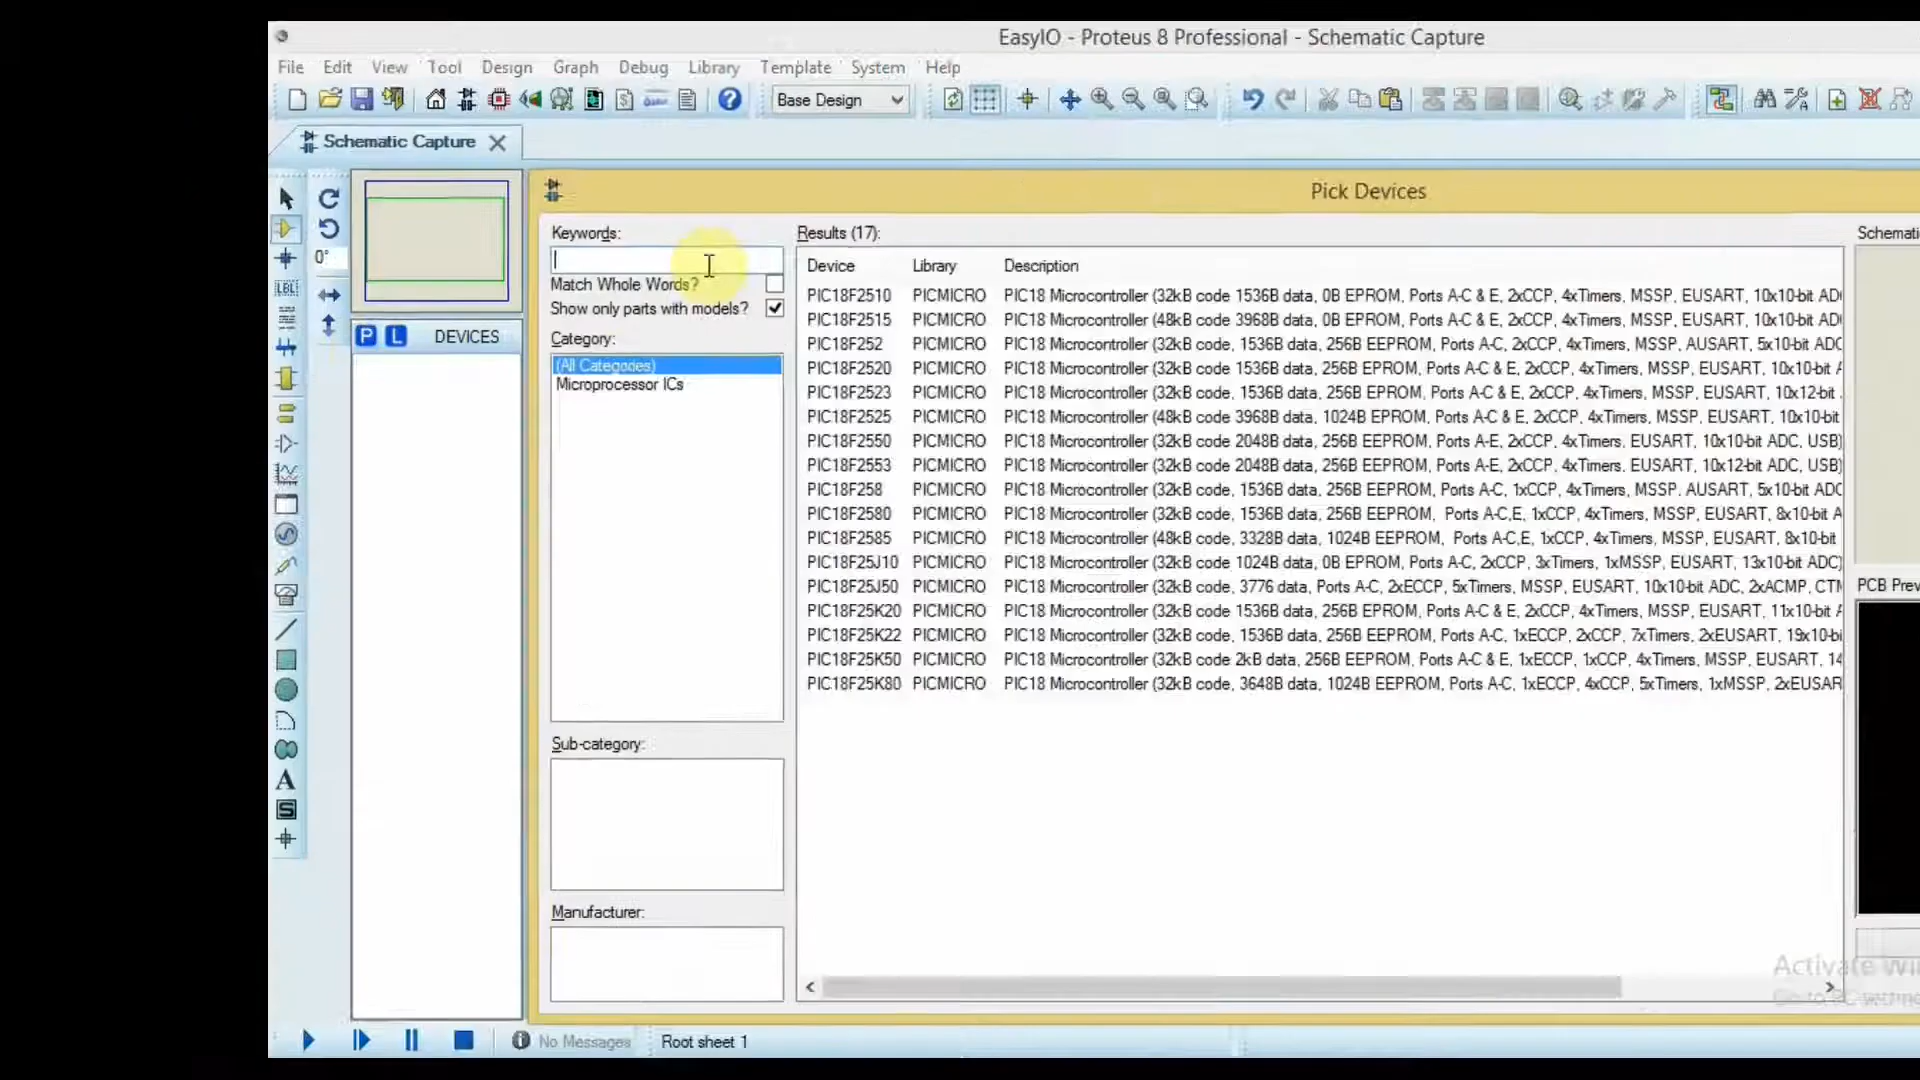 EasyIO - Proteus 8 Professional - Schematic Capture
File Edit View Tool Design Graph Debug Library Template System Help
Base Design
Schematic Capture
Pick Devices
Keywords:
Results (17):
Schemati
0°
Device Library Description
Match Whole Words?
LBL
Show only parts with models?
PIC18F2510 PICMICRO PIC18 Microcontroller (32kB code 1536B data, 0B EPROM, Ports A-C & E, 2xCCP, 4xTimers, MSSP, EUSART, 10x10-bit AD
PIC18F2515 PICMICRO PIC18 Microcontroller (48kB code 3968B data, 0B EPROM, Ports A-C & E, 2xCCP, 4xTimers, MSSP, EUSART, 10x10-bit AD
P L DEVICES
Category:
PIC18F252 PICMICRO PIC18 Microcontroller (32kB code, 1536B data, 256B EEPROM, Ports A-C, 2xCCP, 4xTimers, MSSP, AUSART, 5x10-bit ADC
(All Categories)
PIC18F2520 PICMICRO PIC18 Microcontroller (32kB code 1536B data, 256B EEPROM, Ports A-C & E, 2xCCP, 4xTimers, MSSP, EUSART, 10x10-bit A
Microprocessor ICs
PIC18F2523 PICMICRO PIC18 Microcontroller (32kB code, 1536B data, 256B EEPROM, Ports A-C & E, 2xCCP, 4xTimers, MSSP, EUSART, 10x12-bit
PIC18F2525 PICMICRO PIC18 Microcontroller (48kB code 3968B data, 1024B EEPROM, Ports A-C & E, 2xCCP, 4xTimers, MSSP, EUSART, 10x10-bit
PIC18F2550 PICMICRO PIC18 Microcontroller (32kB code 2048B data, 256B EEPROM, Ports A-E, 2xCCP, 4xTimers, EUSART, 10x10-bit ADC, USB)
PIC18F2553 PICMICRO PIC18 Microcontroller (32kB code 2048B data, 256B EEPROM, Ports A-E, 2xCCP, 4xTimers, EUSART, 10x12-bit ADC, USB)
PIC18F258 PICMICRO PIC18 Microcontroller (32kB code, 1536B data, 256B EEPROM, Ports A-C, 1xCCP, 4xTimers, MSSP, AUSART, 5x10-bit ADC
PIC18F2580 PICMICRO PIC18 Microcontroller (32kB code, 1536B data, 256B EEPROM, Ports A-C,E, 1xCCP, 4xTimers, MSSP, EUSART, 8x10-bit A
PIC18F2585 PICMICRO PIC18 Microcontroller (48kB code, 3328B data, 1024B EEPROM, Ports A-C,E, 1xCCP, 4xTimers, MSSP, EUSART, 8x10-bit
PIC18F25J10 PICMICRO PIC18 Microcontroller (32kB code 1024B data, 0B EEPROM, Ports A-C, 2xCCP, 3xTimers, 1xMSSP, EUSART, 13x10-bit ADC)
PIC18F25J50 PICMICRO PIC18 Microcontroller (32kB code, 3776 data, Ports A-C, 2xECCP, 5xTimers, MSSP, EUSART, 10x10-bit ADC, 2xACMP, CTM
PCB Prev
PIC18F25K20 PICMICRO PIC18 Microcontroller (32kB code 1536B data, 256B EEPROM, Ports A-C & E, 2xCCP, 4xTimers, MSSP, EUSART, 11x10-bit A
PIC18F25K22 PICMICRO PIC18 Microcontroller (32kB code, 1536B data, 256B EEPROM, Ports A-C, 1xECCP, 2xCCP, 7xTimers, 2xEUSART, 19x10-bi
PIC18F25K50 PICMICRO PIC18 Microcontroller (32kB code 2kB data, 256B EEPROM, Ports A-C & E, 1xECCP, 1xCCP, 4xTimers, MSSP, EUSART, 14
PIC18F25K80 PICMICRO PIC18 Microcontroller (32kB code, 3648B data, 1024B EEPROM, Ports A-C, 1xECCP, 4xCCP, 5xTimers, 1xMSSP, 2xEUSAR
Sub-category:
A
S
Manufacturer:
Activate Wi
No Messages Root sheet 1